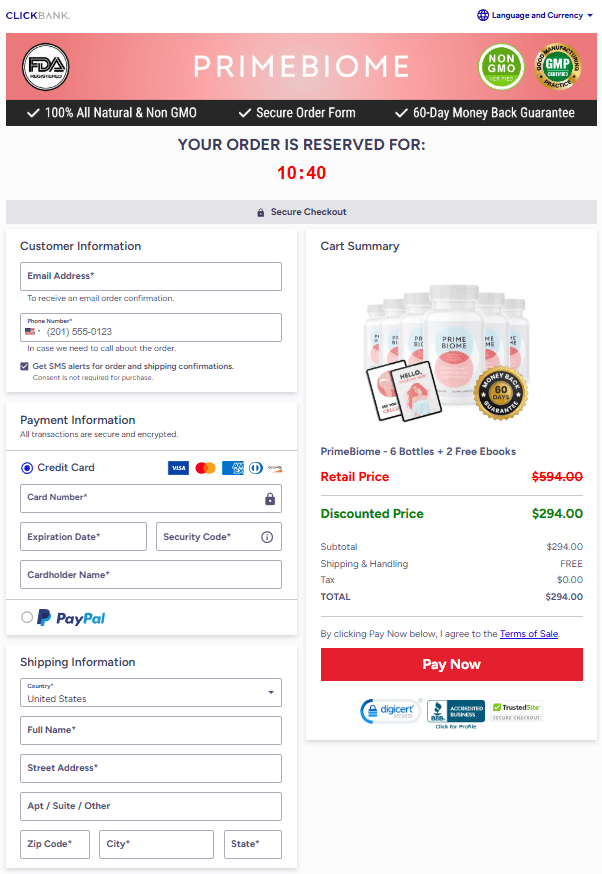 CLICKBANK.
Language and Currency
FDA
REGISTERED
PRIMEBIOME
NON
GMO
VERIFIED
GOOD MANUFACTURING
GMP
CERTIFIED
PRACTICE
100% All Natural & Non GMO
Secure Order Form
60-Day Money Back Guarantee
YOUR ORDER IS RESERVED FOR:
10:40
Secure Checkout
Customer Information
Email Address*
To receive an email order confirmation.
Phone Number*
(201) 555-0123
In case we need to call about the order.
Get SMS alerts for order and shipping confirmations.
Consent is not required for purchase.
Payment Information
All transactions are secure and encrypted.
Credit Card
VISA
AM
EX
DISCOVER
Card Number*
Expiration Date*
Security Code*
Cardholder Name*
PayPal
Shipping Information
Country*
United States
Full Name*
Street Address*
Apt / Suite / Other
Zip Code*
City*
State*
Cart Summary
PRIME
BIOME
HELLO,
MONEY BACK
60
DAYS
GUARANTEE
PrimeBiome - 6 Bottles + 2 Free Ebooks
Retail Price
$594.00
Discounted Price
$294.00
Subtotal
$294.00
Shipping & Handling
FREE
Tax
$0.00
TOTAL
$294.00
By clicking Pay Now below, I agree to the Terms of Sale.
Pay Now
digicert
SECURED
BBB
ACCREDITED
BUSINESS
Click for Profile
TrustedSite
SECURE CHECKOUT